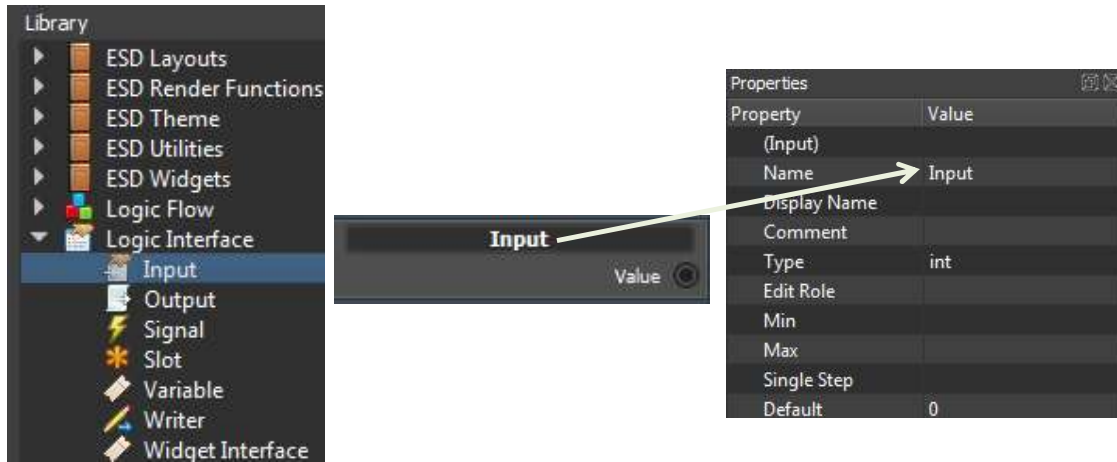 Library
ESD Layouts
ESD Render Functions
ESD Theme
ESD Utilities
ESD Widgets
Logic Flow
Logic Interface
Input
Output
Signal
Slot
Variable
Writer
Widget Interface
Input
Value
Properties
Property Value
(Input)
Name Input
Display Name
Comment
Type int
Edit Role
Min
Max
Single Step
Default 0